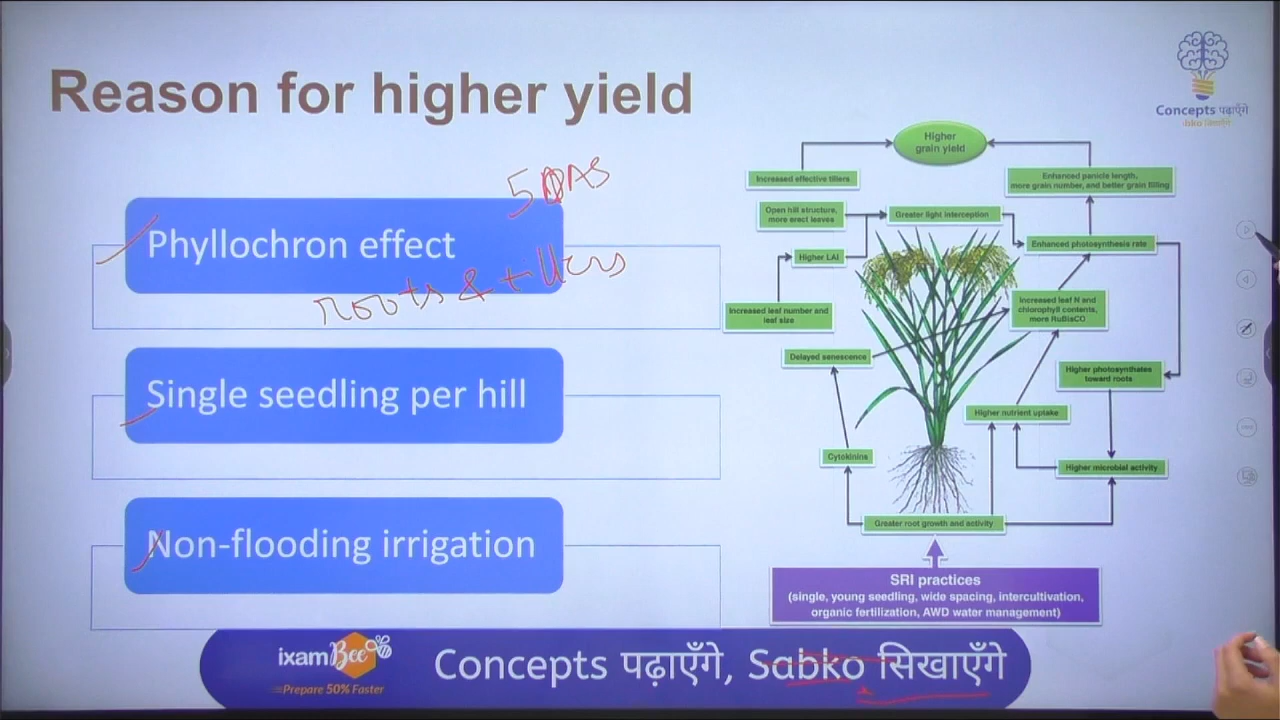 Reason for higher yield
Concepts पढ़ाएँगे
Sabko सिखाएँगे
5DAS
Phyllochron effect
roots & tillers
Single seedling per hill
Non-flooding irrigation
Higher
grain yield
Increased effective tillers
Enhanced panicle length,
more grain number, and better grain filling
Open hill structure,
more erect leaves
Greater light interception
Enhanced photosynthesis rate
Higher LAI
Increased leaf number and
leaf size
Increased leaf N and
chlorophyll contents,
more RuBisCO
Delayed senescence
Higher photosynthates
toward roots
Higher nutrient uptake
Cytokinins
Higher microbial activity
Greater root growth and activity
SRI practices
(single, young seedling, wide spacing, intercultivation,
organic fertilization, AWD water management)
ixamBee
Prepare 50% Faster
Concepts पढ़ाएँगे, Sabko सिखाएँगे